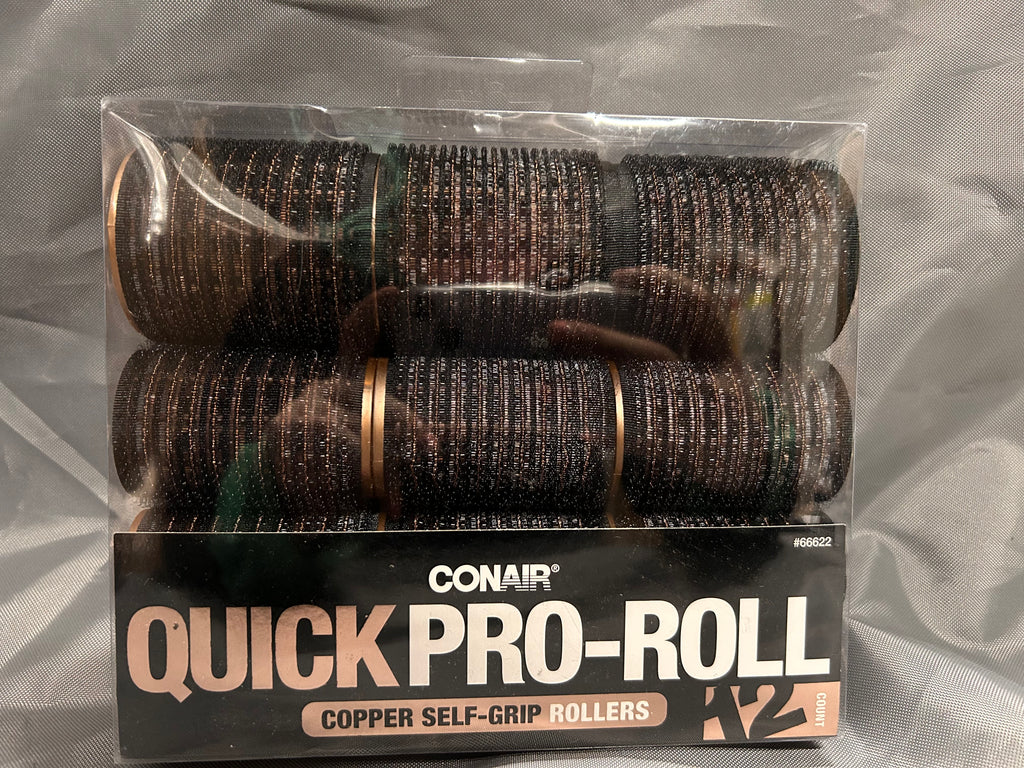 #66622
CONAIR®
QUICK PRO-ROLL
COPPER SELF-GRIP ROLLERS
12 COUNT